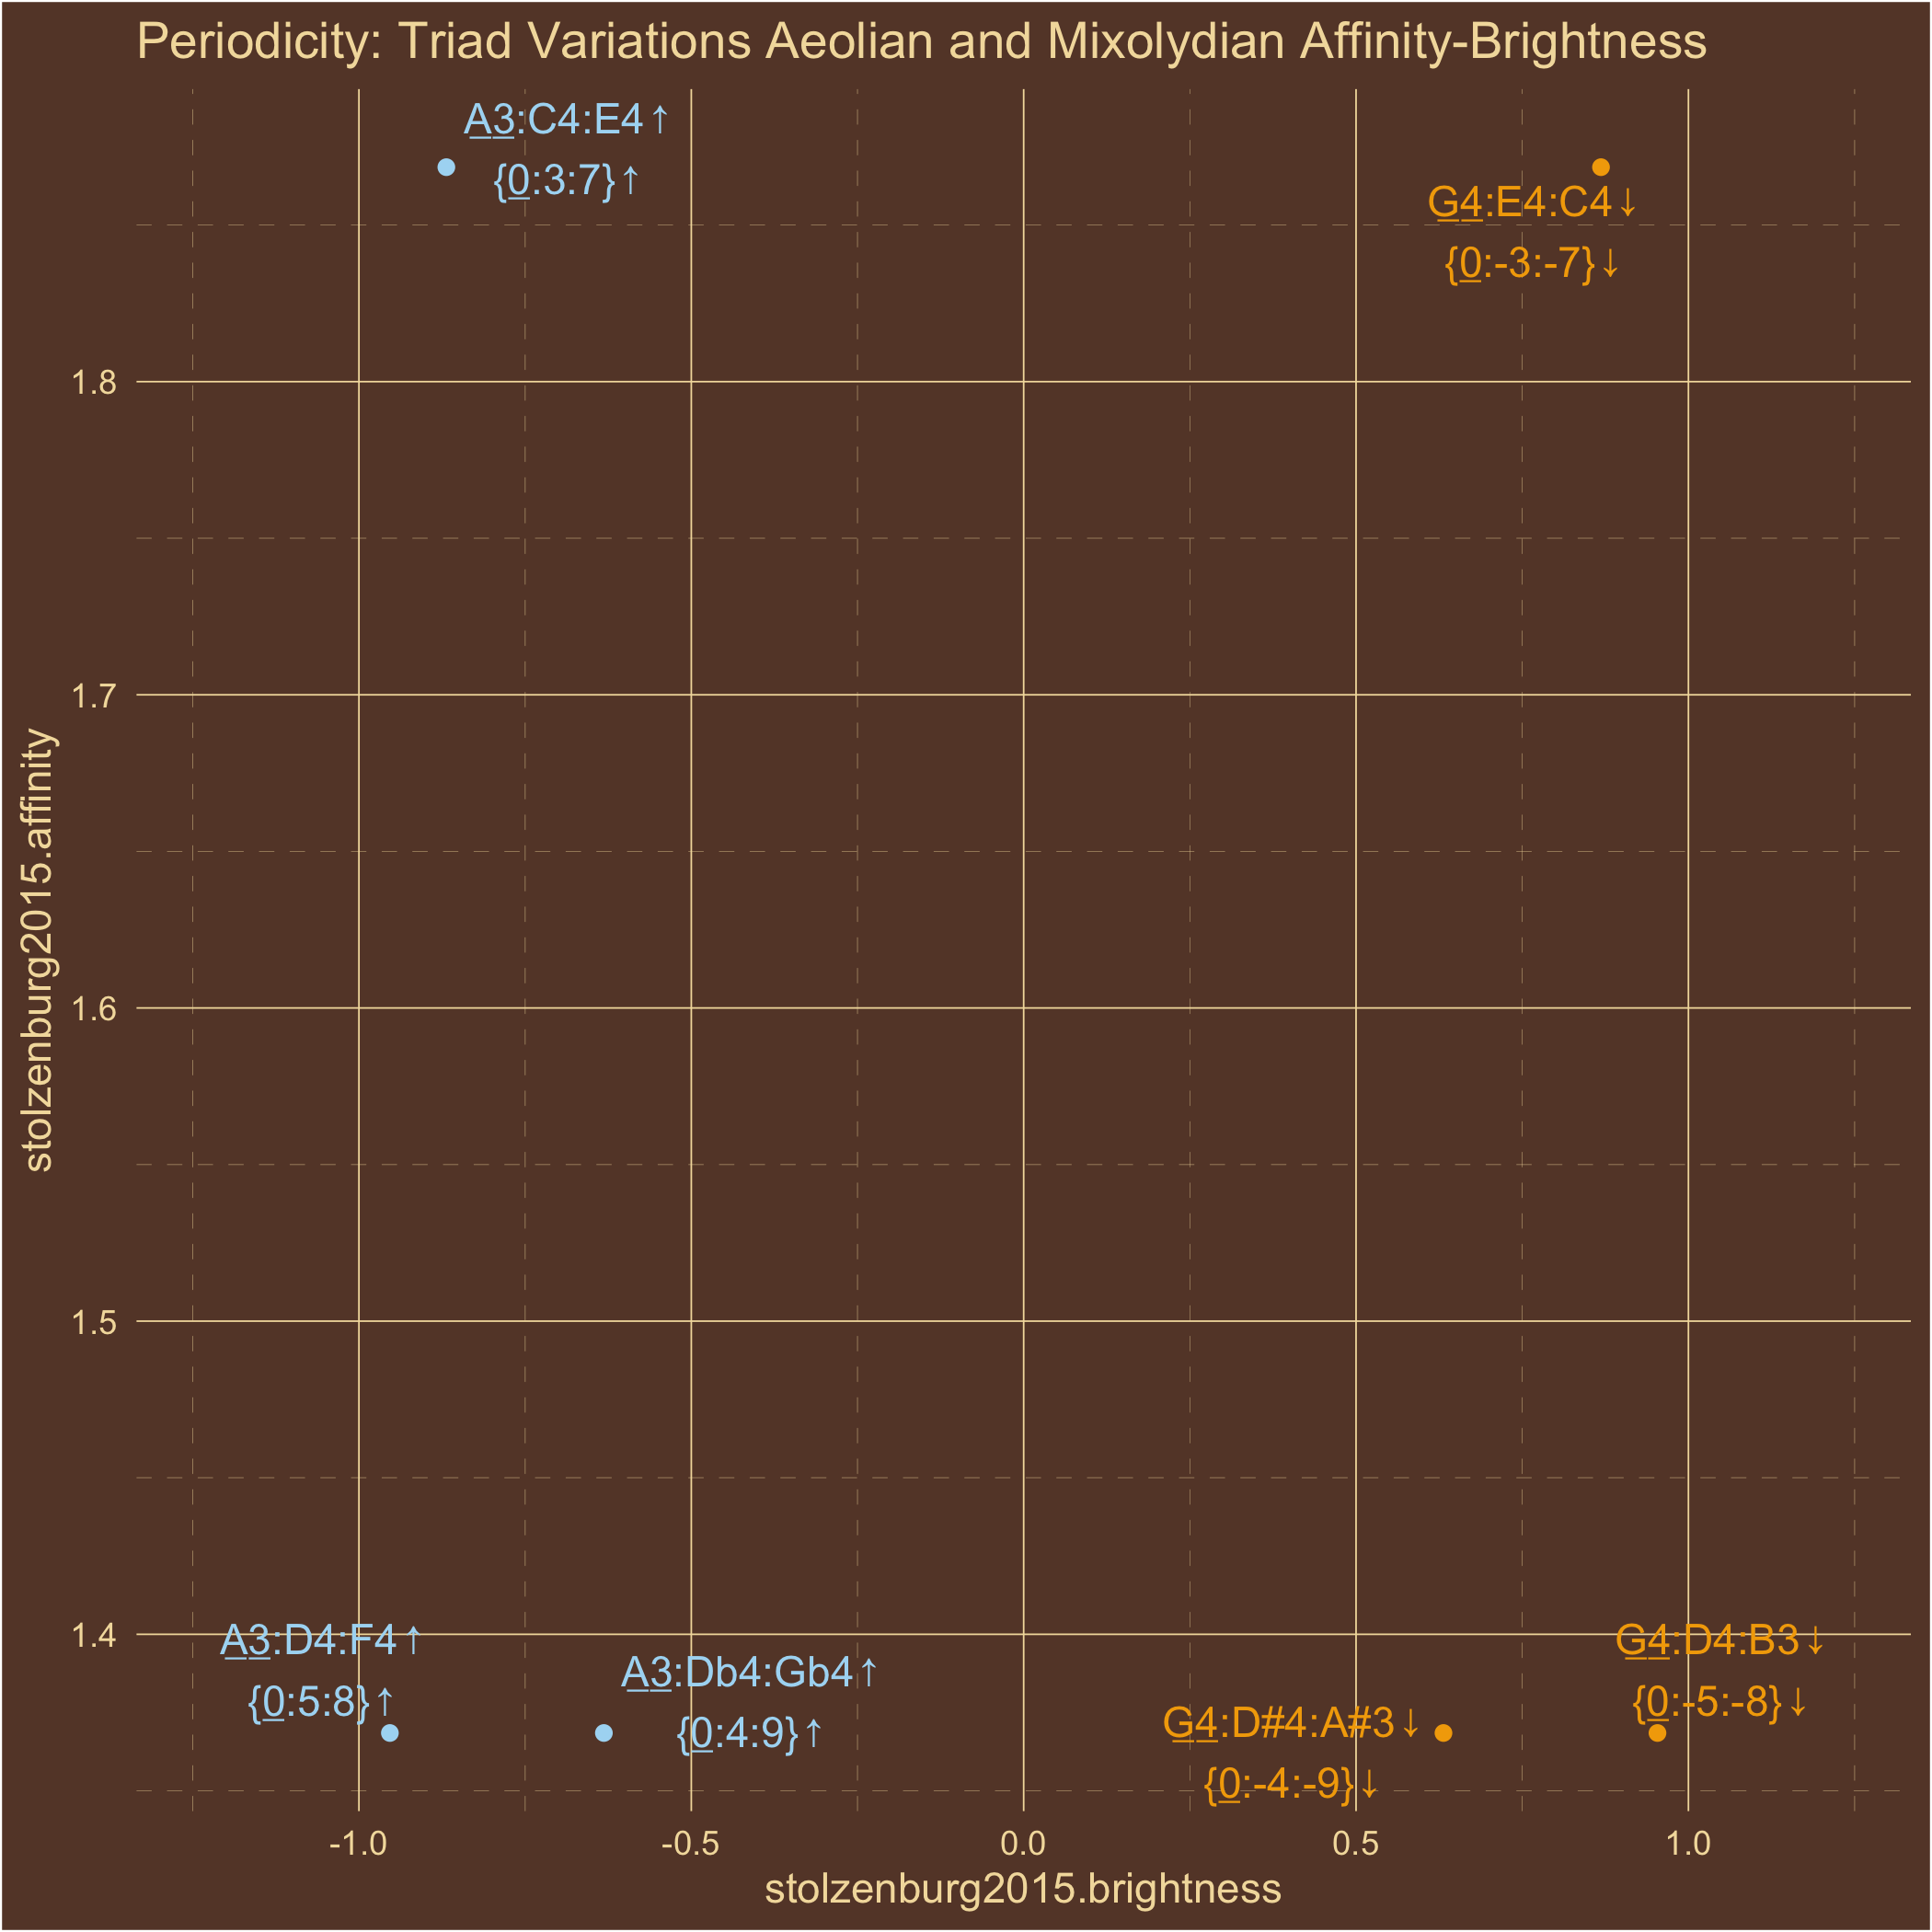 Periodicity: Triad Variations Aeolian and Mixolydian Affinity-Brightness
A3:C4:E4↑
{0:3:7}↑
G4:E4:C4↓
{0:-3:-7}↓
1.8
1.7
1.6
1.5
1.4
stolzenburg2015.affinity
A3:D4:F4↑
{0:5:8}↑
A3:Db4:Gb4↑
{0:4:9}↑
G4:D#4:A#3↓
{0:-4:-9}↓
G4:D4:B3↓
{0:-5:-8}↓
-1.0 -0.5 0.0 0.5 1.0
stolzenburg2015.brightness